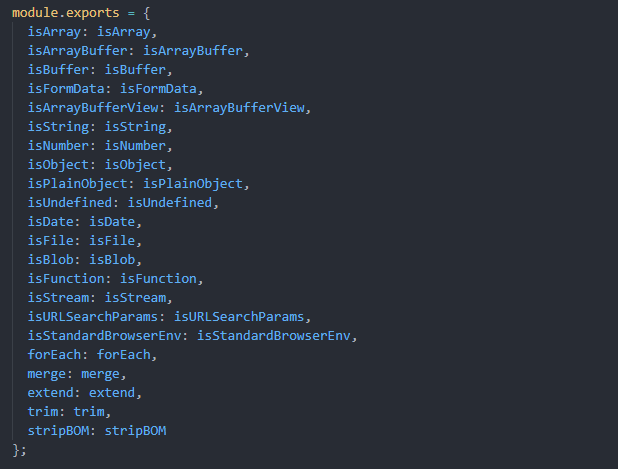 module.exports = {
  isArray: isArray,
  isArrayBuffer: isArrayBuffer,
  isBuffer: isBuffer,
  isFormData: isFormData,
  isArrayBufferView: isArrayBufferView,
  isString: isString,
  isNumber: isNumber,
  isObject: isObject,
  isPlainObject: isPlainObject,
  isUndefined: isUndefined,
  isDate: isDate,
  isFile: isFile,
  isBlob: isBlob,
  isFunction: isFunction,
  isStream: isStream,
  isURLSearchParams: isURLSearchParams,
  isStandardBrowserEnv: isStandardBrowserEnv,
  forEach: forEach,
  merge: merge,
  extend: extend,
  trim: trim,
  stripBOM: stripBOM
};